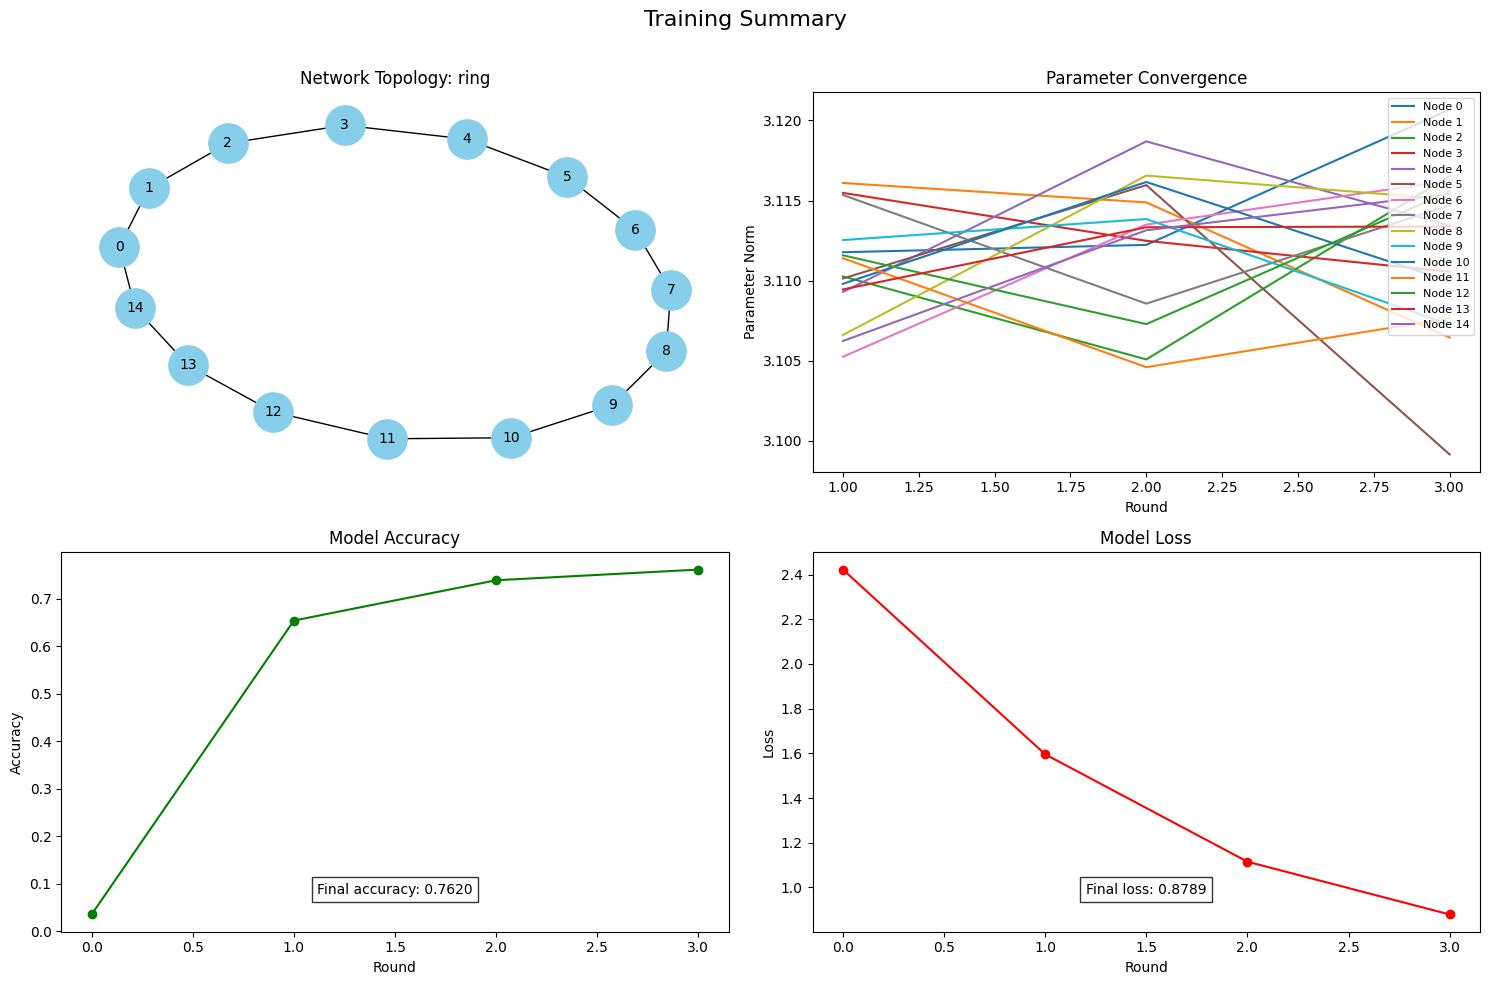 Training Summary
Network Topology: ring
3
4
2
5
1
6
0
7
14
8
13
9
12
11
10
Parameter Convergence
Parameter Norm
3.120
3.115
3.110
3.105
3.100
Node 0
Node 1
Node 2
Node 3
Node 4
Node 5
Node 6
Node 7
Node 8
Node 9
Node 10
Node 11
Node 12
Node 13
Node 14
1.00 1.25 1.50 1.75 2.00 2.25 2.50 2.75 3.00
Round
Model Accuracy
Accuracy
0.7
0.6
0.5
0.4
0.3
0.2
0.1
0.0
Final accuracy: 0.7620
0.0 0.5 1.0 1.5 2.0 2.5 3.0
Round
Model Loss
Loss
2.4
2.2
2.0
1.8
1.6
1.4
1.2
1.0
Final loss: 0.8789
0.0 0.5 1.0 1.5 2.0 2.5 3.0
Round